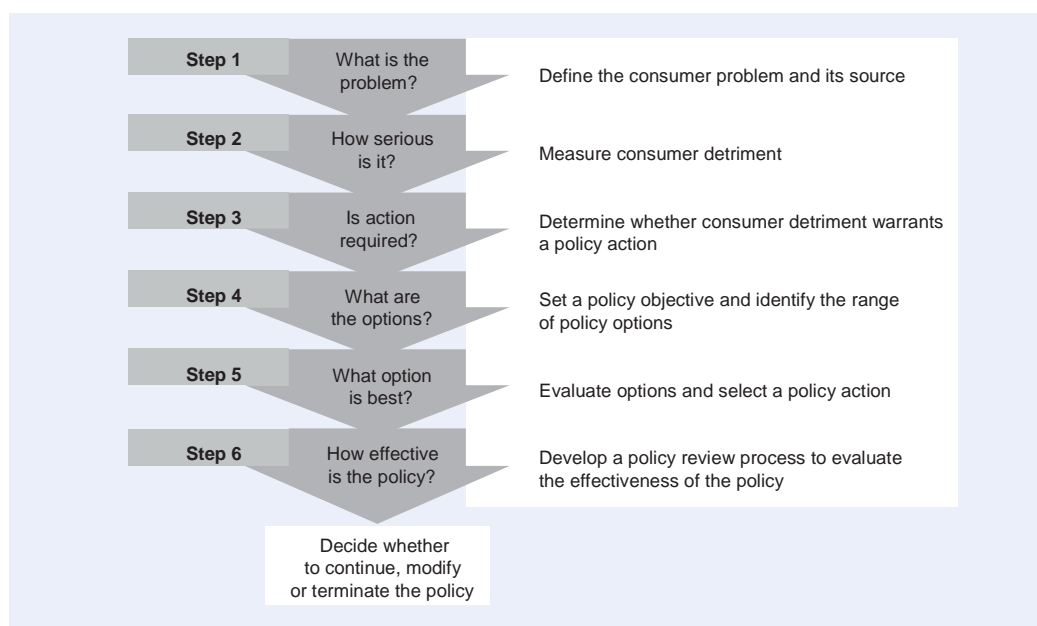 Step 1
What is the
problem?
Define the consumer problem and its source
Step 2
How serious
is it?
Measure consumer detriment
Step 3
Is action
required?
Determine whether consumer detriment warrants
a policy action
Step 4
What are
the options?
Set a policy objective and identify the range
of policy options
Step 5
What option
is best?
Evaluate options and select a policy action
Step 6
How effective
is the policy?
Develop a policy review process to evaluate
the effectiveness of the policy
Decide whether
to continue, modify
or terminate the policy